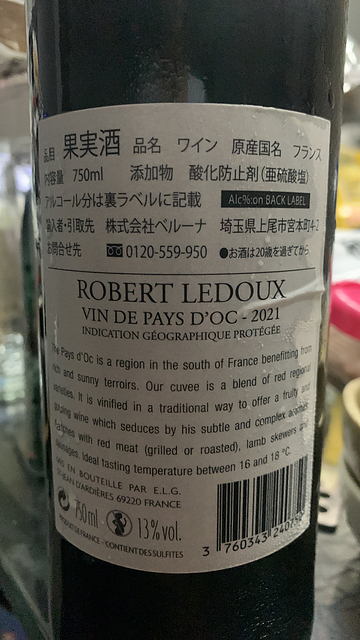 品目 果実酒 品名 ワイン 原産国名 フランス
内容量 750ml 添加物 酸化防止剤(亜硫酸塩)
アルコール分は裏ラベルに記載 Alc%:on BACK LABEL
輸入者・引取先 株式会社ベルーナ 埼玉県上尾市宮本町4-2
お問合せ先 0120-559-950 ●お酒は20歳を過ぎてから
ROBERT LEDOUX
VIN DE PAYS D'OC - 2021
INDICATION GÉOGRAPHIQUE PROTÉGÉE
The Pays d'Oc is a region in the south of France benefitting from
rich and sunny terroirs. Our cuvee is a blend of red regional
varieties. It is vinified in a traditional way to offer a fruity and
wine which seduces by his subtle and complex aromas.
Matches with red meat (grilled or roasted), lamb skewers and
sausages. Ideal tasting temperature between 16 and 18 °C.
MIS EN BOUTEILLE PAR E.L.G.
ST-JEAN D'ARDIÈRES 69220 FRANCE
750ml 13% vol.
PRODUIT DE FRANCE - CONTIENT DES SULFITES
3 760343 240